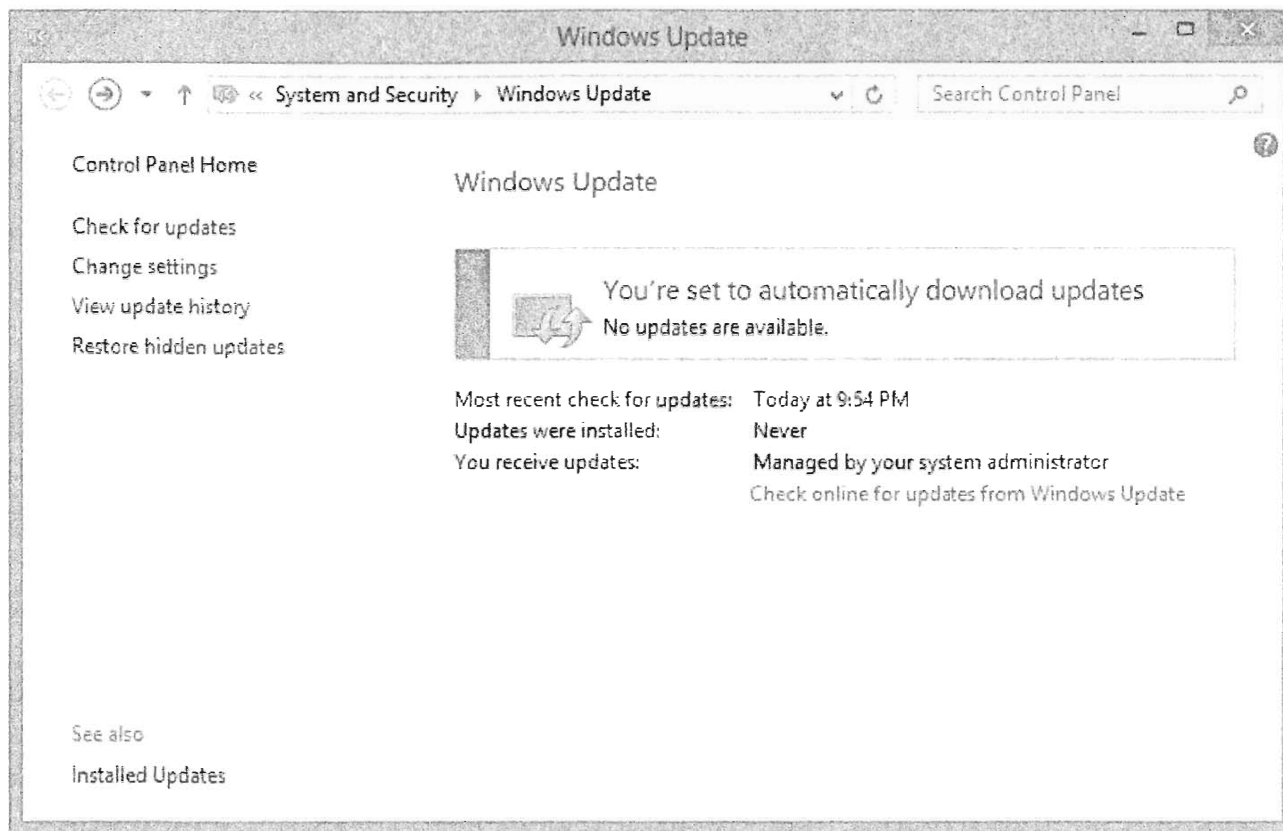 Windows Update
« System and Security ▸ Windows Update
Search Control Panel
Control Panel Home
Check for updates
Change settings
View update history
Restore hidden updates
Windows Update
You're set to automatically download updates
No updates are available.
Most recent check for updates: Today at 9:54 PM
Updates were installed: Never
You receive updates: Managed by your system administrator
Check online for updates from Windows Update
See also
Installed Updates